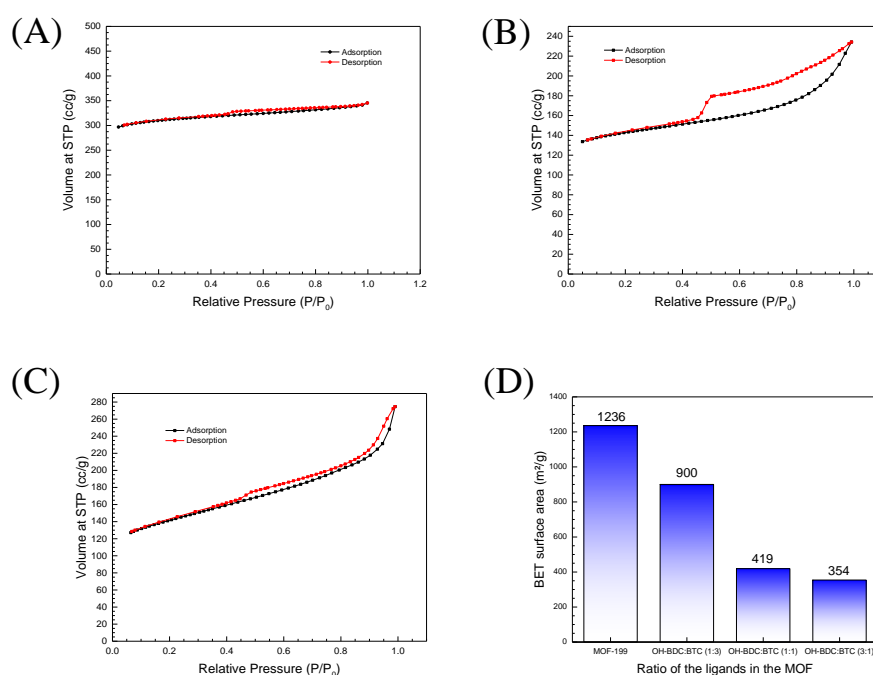 (A)
500
450
400
350
300
250
200
150
100
50
0
Volume at STP (cc/g)
Adsorption
Desorption
0.0 0.2 0.4 0.6 0.8 1.0 1.2
Relative Pressure (P/P0)
(B)
240
220
200
180
160
140
120
100
80
60
40
20
0
Volume at STP (cc/g)
Adsorption
Desorption
0.0 0.2 0.4 0.6 0.8 1.0
Relative Pressure (P/P0)
(C)
280
260
240
220
200
180
160
140
120
100
80
60
40
20
0
Volume at STP (cc/g)
Adsorption
Desorption
0.0 0.2 0.4 0.6 0.8 1.0
Relative Pressure (P/P0)
(D)
1400
1200
1000
800
600
400
200
0
BET surface area (m²/g)
1236
900
419
354
MOF-199 OH-BDC:BTC (1:3) OH-BDC:BTC (1:1) OH-BDC:BTC (3:1)
Ratio of the ligands in the MOF